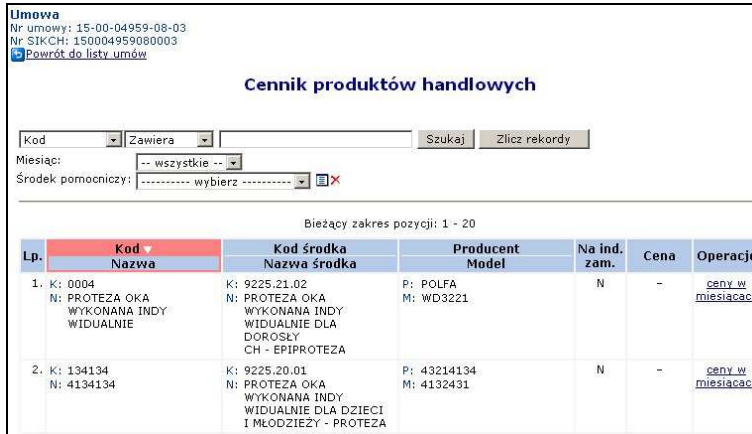 Umowa
Nr umowy: 15-00-04959-08-03
Nr SIKCH: 150004959080003
Powrót do listy umów
Cennik produktów handlowych
Kod Zawiera Szukaj Zlicz rekordy
Miesiąc: -- wszystkie --
Środek pomocniczy: ---------- wybierz ----------
Bieżący zakres pozycji: 1 - 20
Lp. Kod Kod środka Producent Na ind. Cena Operacje
Nazwa Nazwa środka Model zam.
1. K: 0004 K: 9225.21.02 P: POLFA N - ceny w
N: PROTEZA OKA N: PROTEZA OKA M: WD3221 miesiącac
WYKONANA INDY WYKONANA INDY
WIDUALNIE WIDUALNIE DLA
DOROSŁY
CH - EPIPROTEZA
2. K: 134134 K: 9225.20.01 P: 43214134 N - ceny w
N: 4134134 N: PROTEZA OKA M: 4132431 miesiącac
WYKONANA INDY
WIDUALNIE DLA DZIECI
I MŁODZIEŻY - PROTEZA